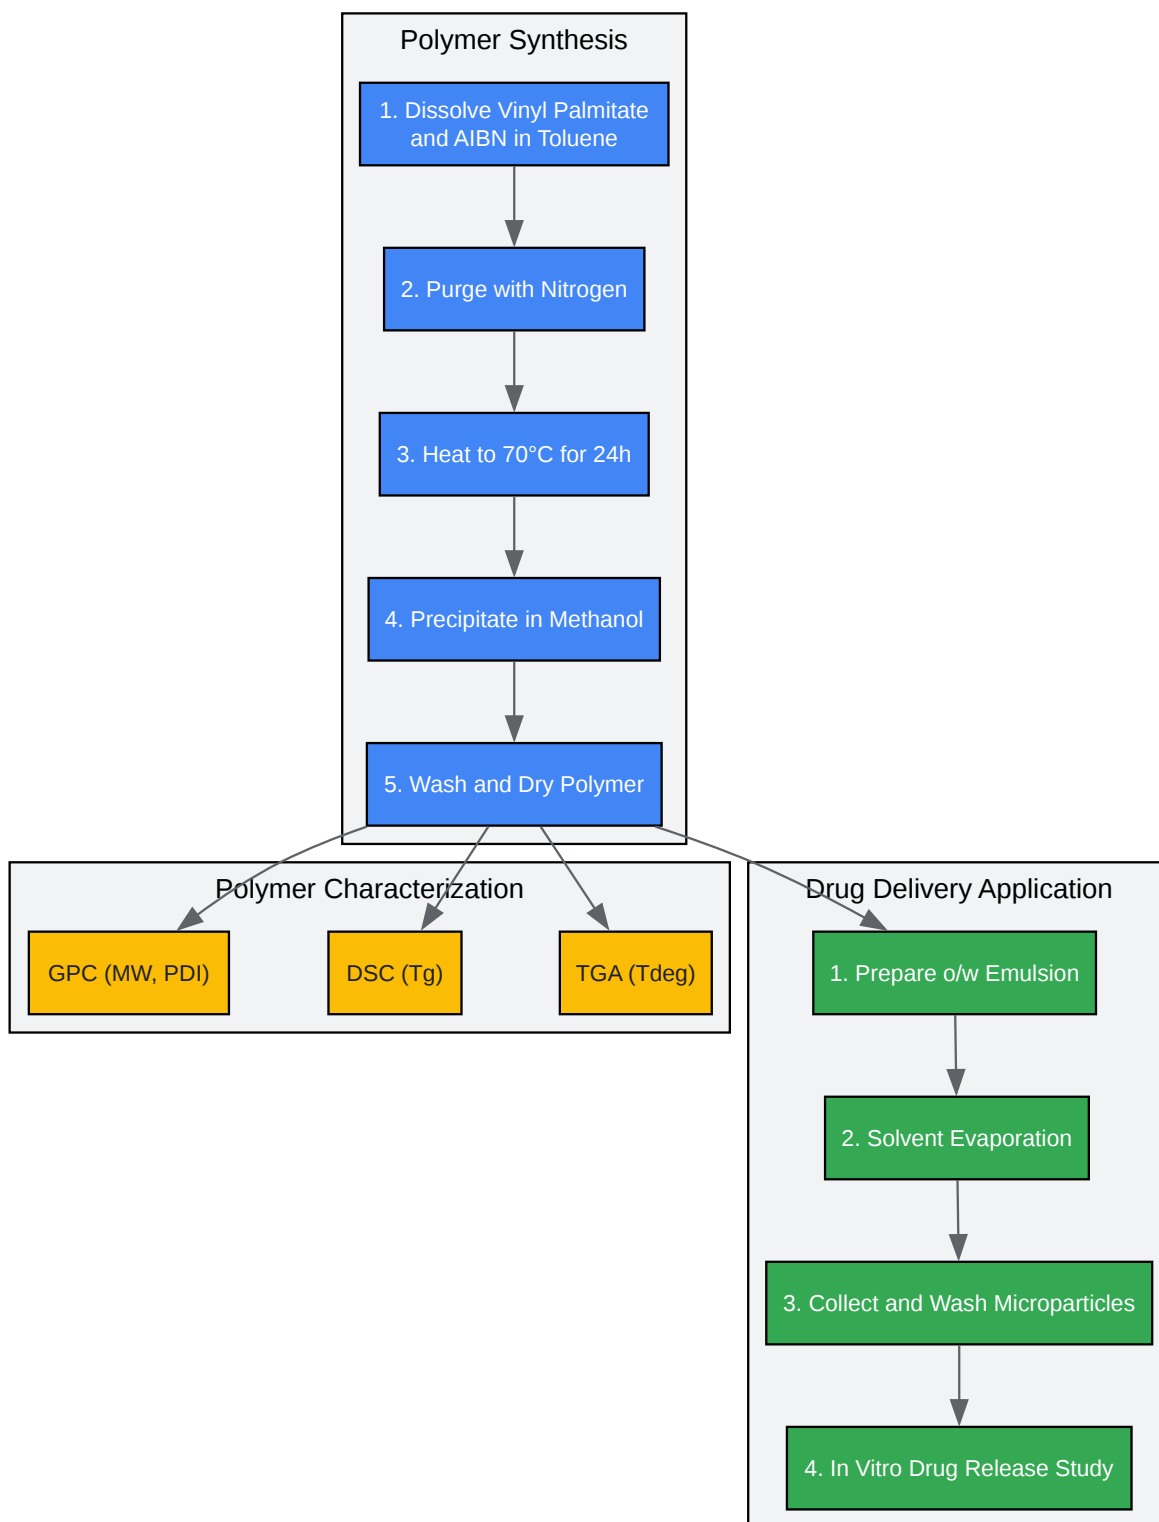 Polymer Synthesis
1. Dissolve Vinyl Palmitate
and AIBN in Toluene
2. Purge with Nitrogen
3. Heat to 70°C for 24h
4. Precipitate in Methanol
5. Wash and Dry Polymer
Polymer Characterization
GPC (MW, PDI)
DSC (Tg)
TGA (Tdeg)
Drug Delivery Application
1. Prepare o/w Emulsion
2. Solvent Evaporation
3. Collect and Wash Microparticles
4. In Vitro Drug Release Study